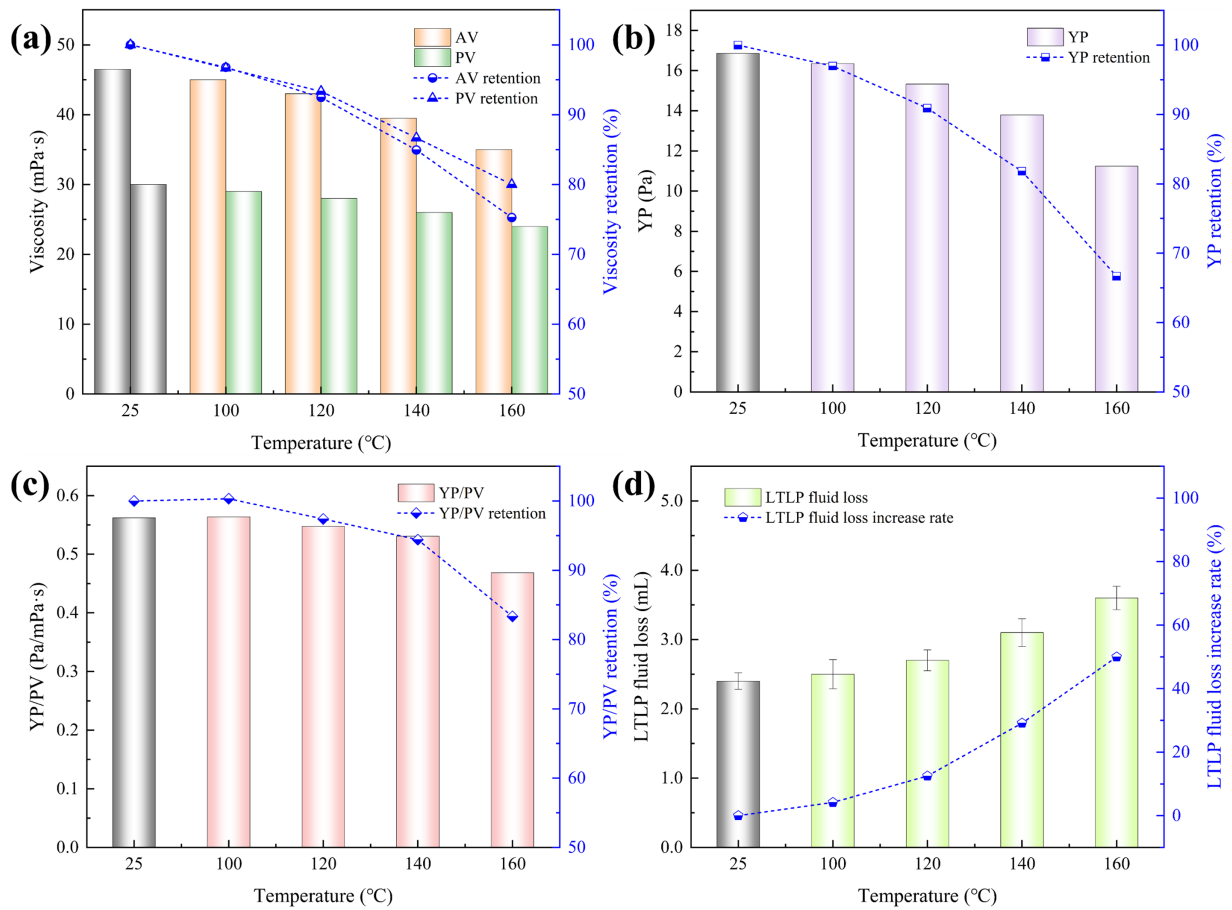 (a)
AV
PV
AV retention
PV retention
50
40
30
20
10
0
Viscosity (mPa·s)
100
95
90
85
80
75
70
65
60
55
50
Viscosity retention (%)
25 100 120 140 160
Temperature (℃)
(b)
YP
YP retention
18
16
14
12
10
8
6
4
2
0
YP (Pa)
100
90
80
70
60
50
YP retention (%)
25 100 120 140 160
Temperature (℃)
(c)
YP/PV
YP/PV retention
0.6
0.5
0.4
0.3
0.2
0.1
0.0
YP/PV (Pa/mPa·s)
100
90
80
70
60
50
YP/PV retention (%)
25 100 120 140 160
Temperature (℃)
(d)
LTLP fluid loss
LTLP fluid loss increase rate
5.0
4.0
3.0
2.0
1.0
0.0
LTLP fluid loss (mL)
100
80
60
40
20
0
LTLP fluid loss increase rate (%)
25 100 120 140 160
Temperature (℃)